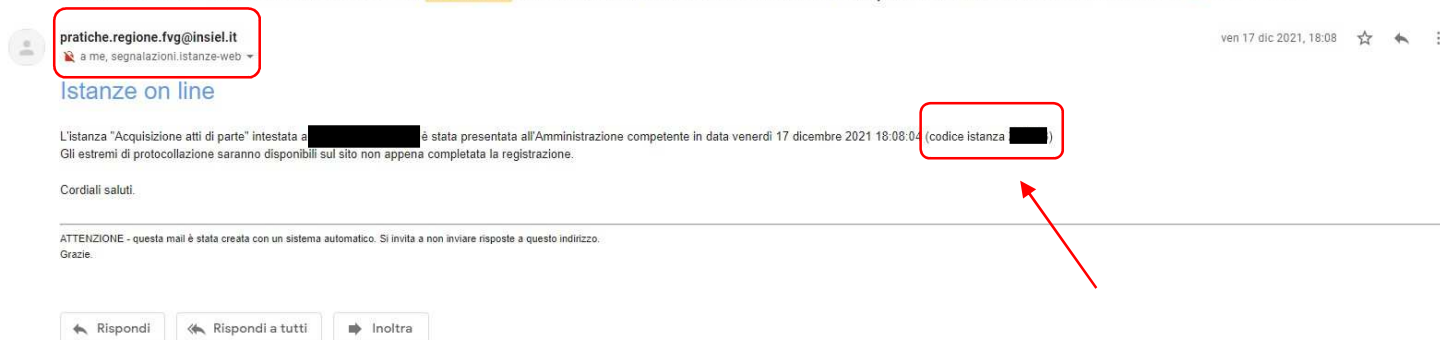 pratiche.regione.fvg@insiel.it
ven 17 dic 2021, 18:08
a me, segnalazioni.istanze-web
Istanze on line
L'istanza "Acquisizione atti di parte" intestata a è stata presentata all'Amministrazione competente in data venerdì 17 dicembre 2021 18:08:04 (codice istanza )
Gli estremi di protocollazione saranno disponibili sul sito non appena completata la registrazione.
Cordiali saluti.
ATTENZIONE - questa mail è stata creata con un sistema automatico. Si invita a non inviare risposte a questo indirizzo.
Grazie.
Rispondi
Rispondi a tutti
Inoltra